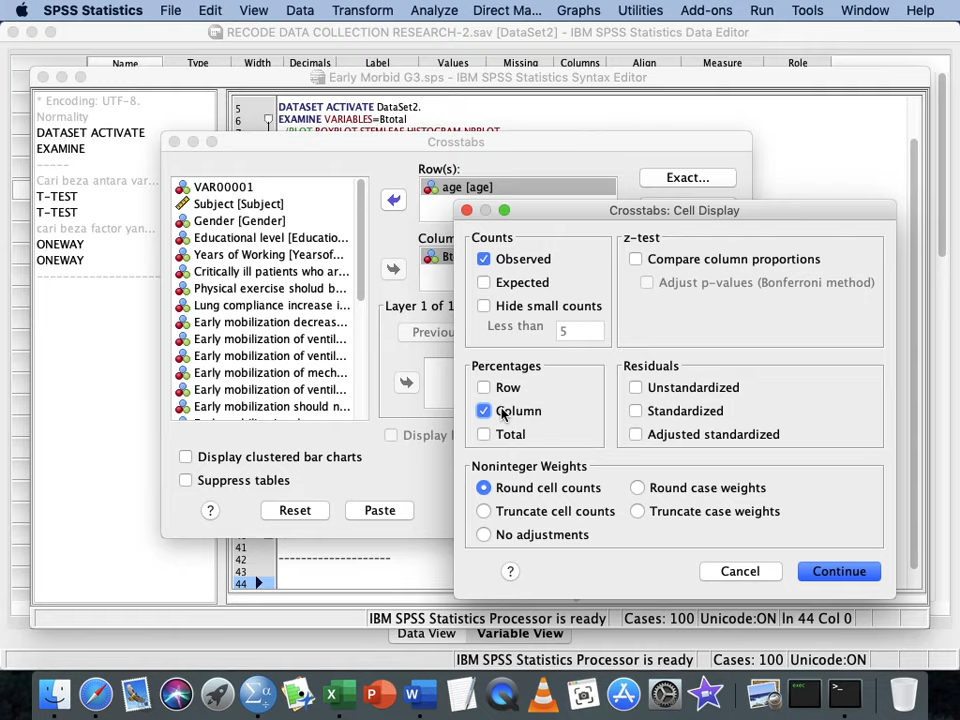 SPSS Statistics File Edit View Data Transform Analyze Direct Ma... Graphs Utilities Add-ons Run Tools Window Help
RECODE DATA COLLECTION RESEARCH-2.sav [DataSet2] - IBM SPSS Statistics Data Editor
Name Type Width Decimals Label Values Missing Columns Align Measure Role
Early Morbid G3.sps - IBM SPSS Statistics Syntax Editor
* Encoding: UTF-8.
Normality
DATASET ACTIVATE
EXAMINE
-----
Cari beza antara var...
T-TEST
T-TEST
cari beza factor yan...
ONEWAY
ONEWAY
5 DATASET ACTIVATE DataSet2.
6 EXAMINE VARIABLES=Btotal
/PLOT BOXPLOT STEMLEAF HISTOGRAM NPPLOT
Crosstabs
VAR00001
Subject [Subject]
Gender [Gender]
Educational level [Educatio...
Years of Working [Yearsof...
Critically ill patients who ar...
Physical exercise sholud b...
Lung compliance increase i...
Early mobilization decreas...
Early mobilization of ventil...
Early mobilization of ventil...
Early mobilization of mech...
Early mobilization of ventil...
Early mobilization should n...
Row(s):
age [age]
Exact...
Colum
Bt
Layer 1 of 1
Previou
Display l
Display clustered bar charts
Suppress tables
? Reset Paste
Crosstabs: Cell Display
Counts
Observed
Expected
Hide small counts
Less than 5
z-test
Compare column proportions
Adjust p-values (Bonferroni method)
Percentages
Row
Column
Total
Residuals
Unstandardized
Standardized
Adjusted standardized
Noninteger Weights
Round cell counts Round case weights
Truncate cell counts Truncate case weights
No adjustments
? Cancel Continue
41
42 --------------------
43
44
IBM SPSS Statistics Processor is ready Cases: 100 Unicode:ON In 44 Col 0
Data View Variable View
IBM SPSS Statistics Processor is ready Cases: 100 Unicode:ON